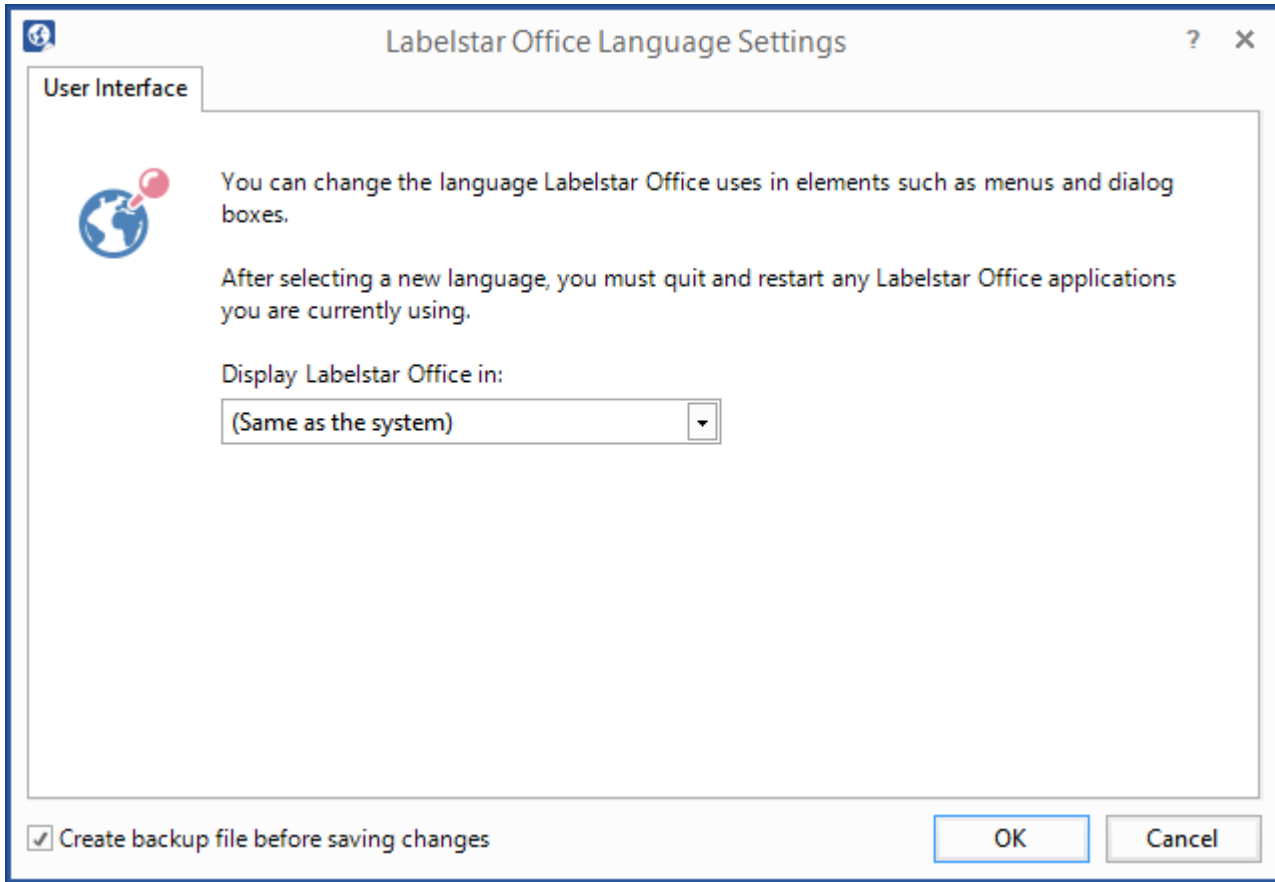 Labelstar Office Language Settings
? ×
User Interface
You can change the language Labelstar Office uses in elements such as menus and dialog
boxes.
After selecting a new language, you must quit and restart any Labelstar Office applications
you are currently using.
Display Labelstar Office in:
(Same as the system)
Create backup file before saving changes
OK
Cancel